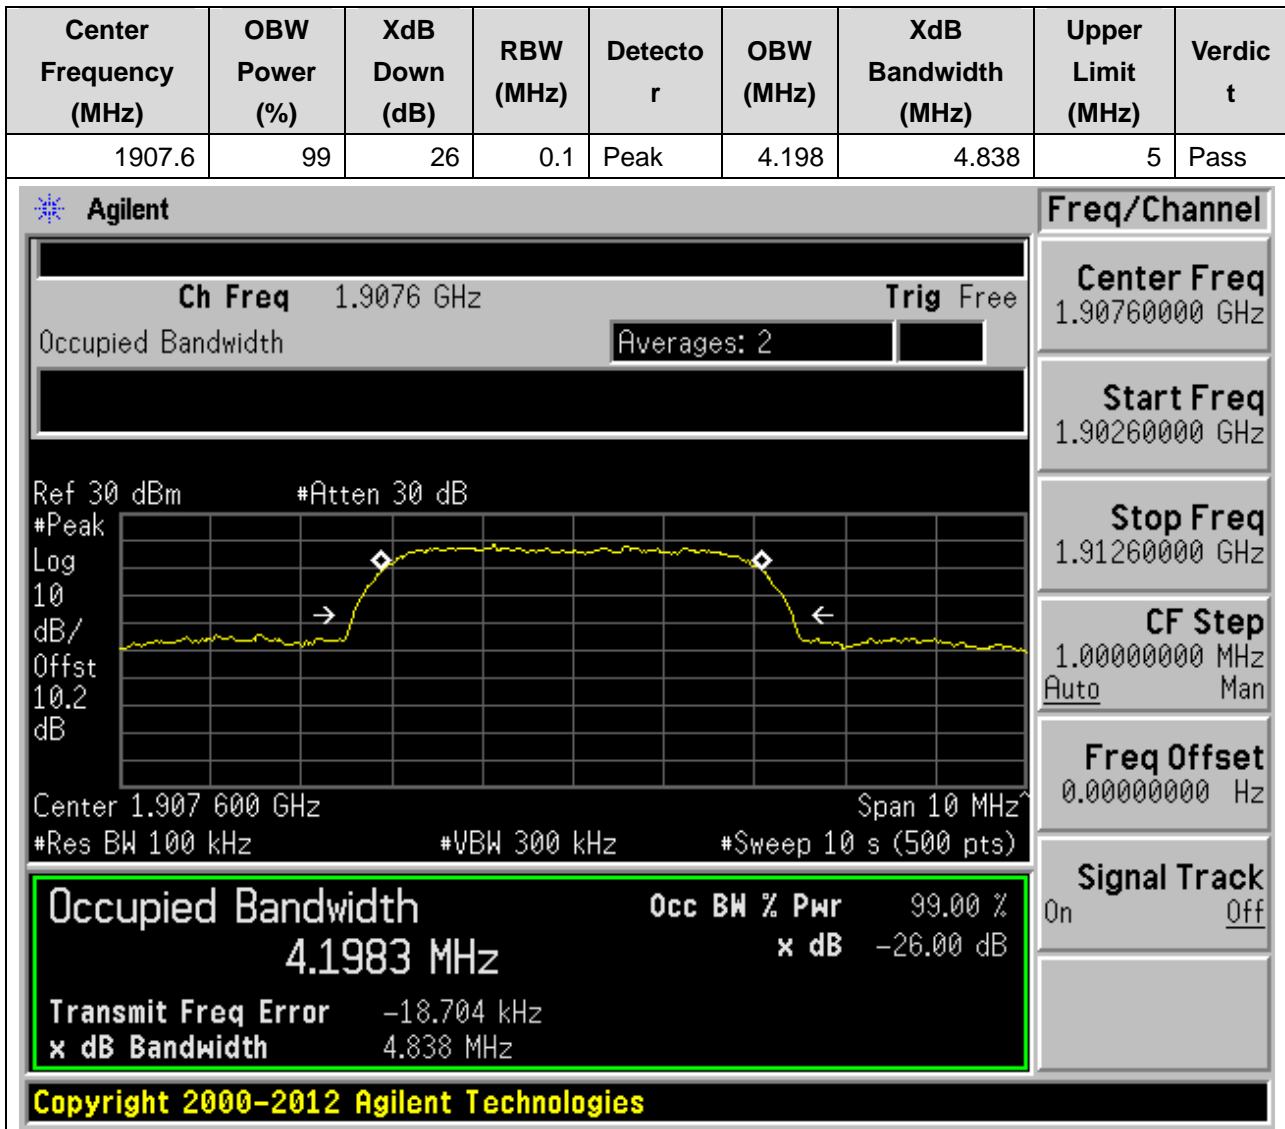 Center Frequency (MHz) OBW Power (%) XdB Down (dB) RBW (MHz) Detecto r OBW (MHz) XdB Bandwidth (MHz) Upper Limit (MHz) Verdic t
1907.6 99 26 0.1 Peak 4.198 4.838 5 Pass
Agilent
Freq/Channel
Ch Freq 1.9076 GHz Trig Free
Occupied Bandwidth Averages: 2
Center Freq
1.90760000 GHz
Start Freq
1.90260000 GHz
Stop Freq
1.91260000 GHz
CF Step
1.00000000 MHz
Auto Man
Freq Offset
0.00000000 Hz
Signal Track
On Off
Ref 30 dBm #Atten 30 dB
#Peak
Log
10
dB/
Offst
10.2
dB
Center 1.907 600 GHz Span 10 MHz^
#Res BW 100 kHz #VBW 300 kHz #Sweep 10 s (500 pts)
Occupied Bandwidth Occ BW % Pwr 99.00 %
4.1983 MHz x dB -26.00 dB
Transmit Freq Error -18.704 kHz
x dB Bandwidth 4.838 MHz
Copyright 2000-2012 Agilent Technologies